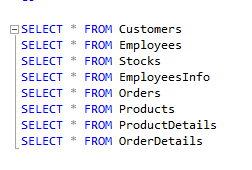 SELECT * FROM Customers
SELECT * FROM Employees
SELECT * FROM Stocks
SELECT * FROM EmployeesInfo
SELECT * FROM Orders
SELECT * FROM Products
SELECT * FROM ProductDetails
SELECT * FROM OrderDetails